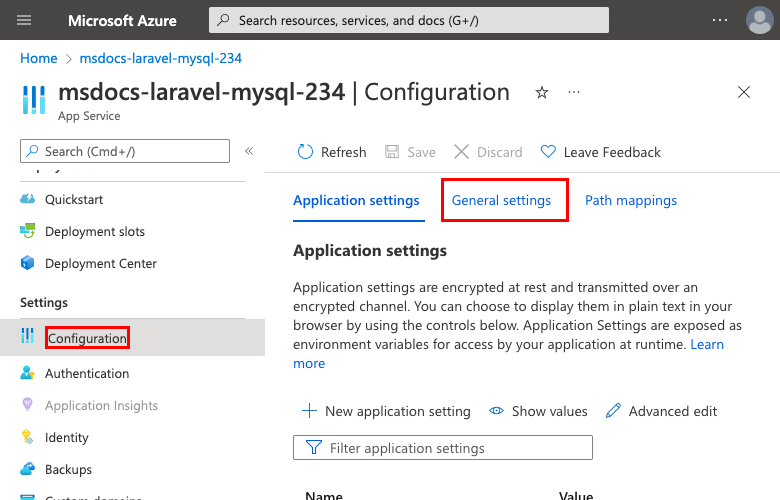 Microsoft Azure
Search resources, services, and docs (G+/)
Home > msdocs-laravel-mysql-234
msdocs-laravel-mysql-234 | Configuration
App Service
Search (Cmd+/)
Refresh
Save
Discard
Leave Feedback
Quickstart
Deployment slots
Deployment Center
Settings
Configuration
Authentication
Application Insights
Identity
Backups
Custom domains
Application settings
General settings
Path mappings
Application settings
Application settings are encrypted at rest and transmitted over an
encrypted channel. You can choose to display them in plain text in your
browser by using the controls below. Application Settings are exposed as
environment variables for access by your application at runtime. Learn
more
New application setting
Show values
Advanced edit
Filter application settings
Name
Value